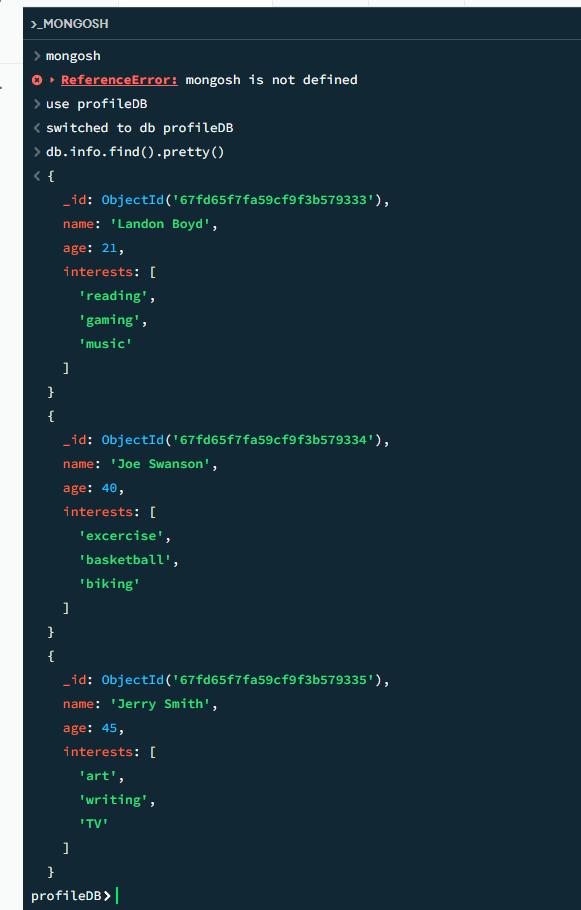 >_MONGOSH
> mongosh
ReferenceError: mongosh is not defined
> use profileDB
< switched to db profileDB
> db.info.find().pretty()
< {
_id: ObjectId('67fd65f7fa59cf9f3b579333'),
name: 'Landon Boyd',
age: 21,
interests: [
'reading',
'gaming',
'music'
]
}
{
_id: ObjectId('67fd65f7fa59cf9f3b579334'),
name: 'Joe Swanson',
age: 40,
interests: [
'excercise',
'basketball',
'biking'
]
}
{
_id: ObjectId('67fd65f7fa59cf9f3b579335'),
name: 'Jerry Smith',
age: 45,
interests: [
'art',
'writing',
'TV'
]
}
profileDB>